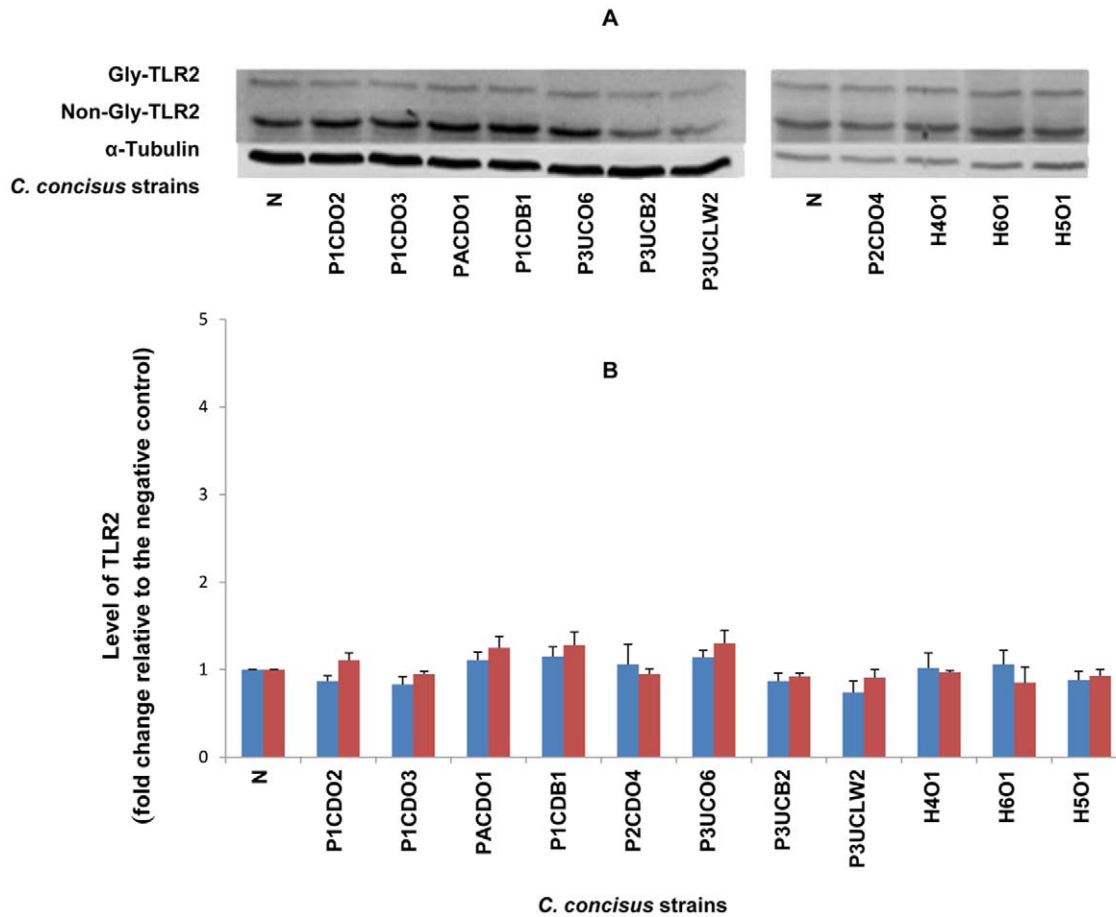 A
Gly-TLR2
Non-Gly-TLR2
α-Tubulin
C. concisus strains
N
P1CDO2
P1CDO3
PACDO1
P1CDB1
P3UCO6
P3UCB2
P3UCLW2
N
P2CDO4
H4O1
H6O1
H5O1
B
Level of TLR2
(fold change relative to the negative control)
5
4
3
2
1
0
N
P1CDO2
P1CDO3
PACDO1
P1CDB1
P2CDO4
P3UCO6
P3UCB2
P3UCLW2
H4O1
H6O1
H5O1
C. concisus strains